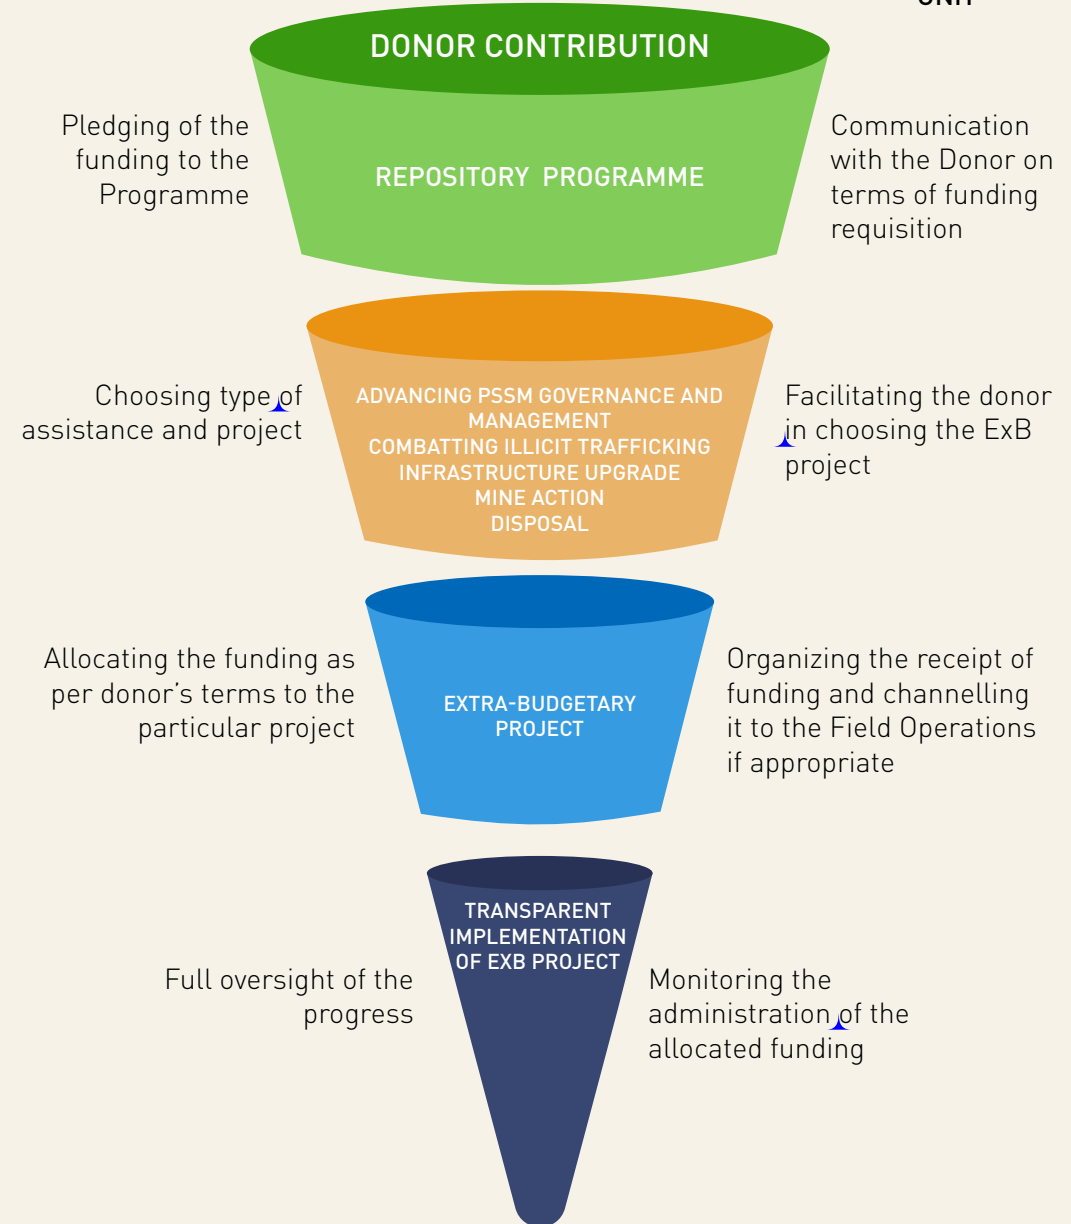 DONOR CONTRIBUTION
Pledging of the
funding to the
Programme
REPOSITORY PROGRAMME
Communication
with the Donor on
terms of funding
requisition
Choosing type of
assistance and project
ADVANCING PSSM GOVERNANCE AND
MANAGEMENT
COMBATTING ILLICIT TRAFFICKING
INFRASTRUCTURE UPGRADE
MINE ACTION
DISPOSAL
Facilitating the donor
in choosing the ExB
project
Allocating the funding as
per donor’s terms to the
particular project
EXTRA-BUDGETARY
PROJECT
Organizing the receipt of
funding and channelling
it to the Field Operations
if appropriate
Full oversight of the
progress
TRANSPARENT
IMPLEMENTATION
OF EXB PROJECT
Monitoring the
administration of the
allocated funding